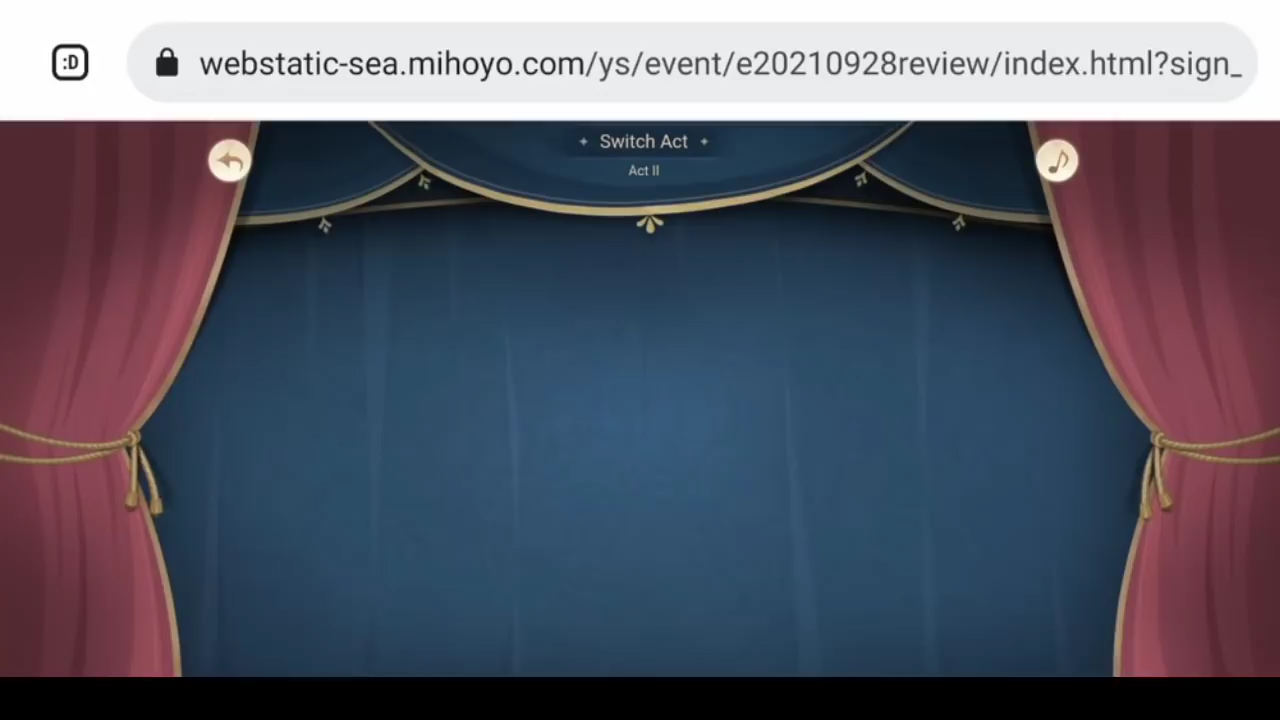 :D
webstatic-sea.mihoyo.com/ys/event/e20210928review/index.html?sign_
Switch Act
Act II